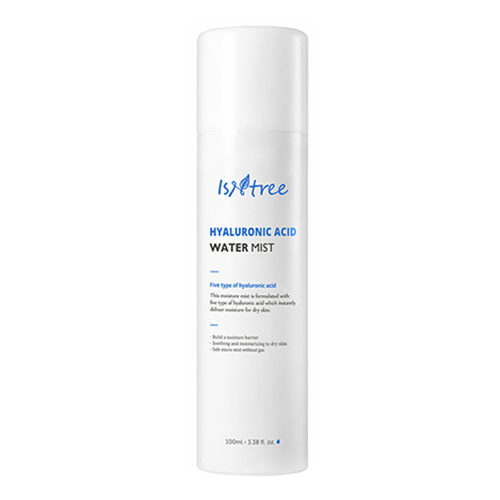 IsNtree
HYALURONIC ACID
WATER MIST
Five type of hyaluronic acid
This moisture mist is formulated with
five type of hyaluronic acid which instantly
deliver moisture for dry skin.
· Build a moisture barrier
· Soothing and moisturizing to dry skin
· Safe micro mist without gas
100ml / 3.38 fl. oz.